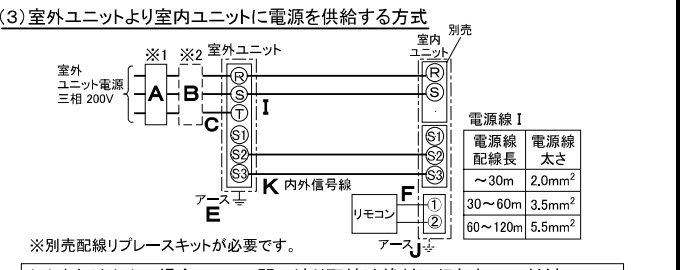 (3)室外ユニットより室内ユニットに電源を供給する方式
※1 ※2 室外ユニット
室内
ユニット
別売
室外
ユニット電源
三相 200V
A
B
C
R
S
T
S1
S2
S3
I
R
S
S1
S2
S3
K 内外信号線
アース
E
F
リモコン
①
②
アース J
電源線 I
電源線
配線長
電源線
太さ
~30m 2.0mm²
30~60m 3.5mm²
60~120m 5.5mm²
※別売配線リプレースキットが必要です。